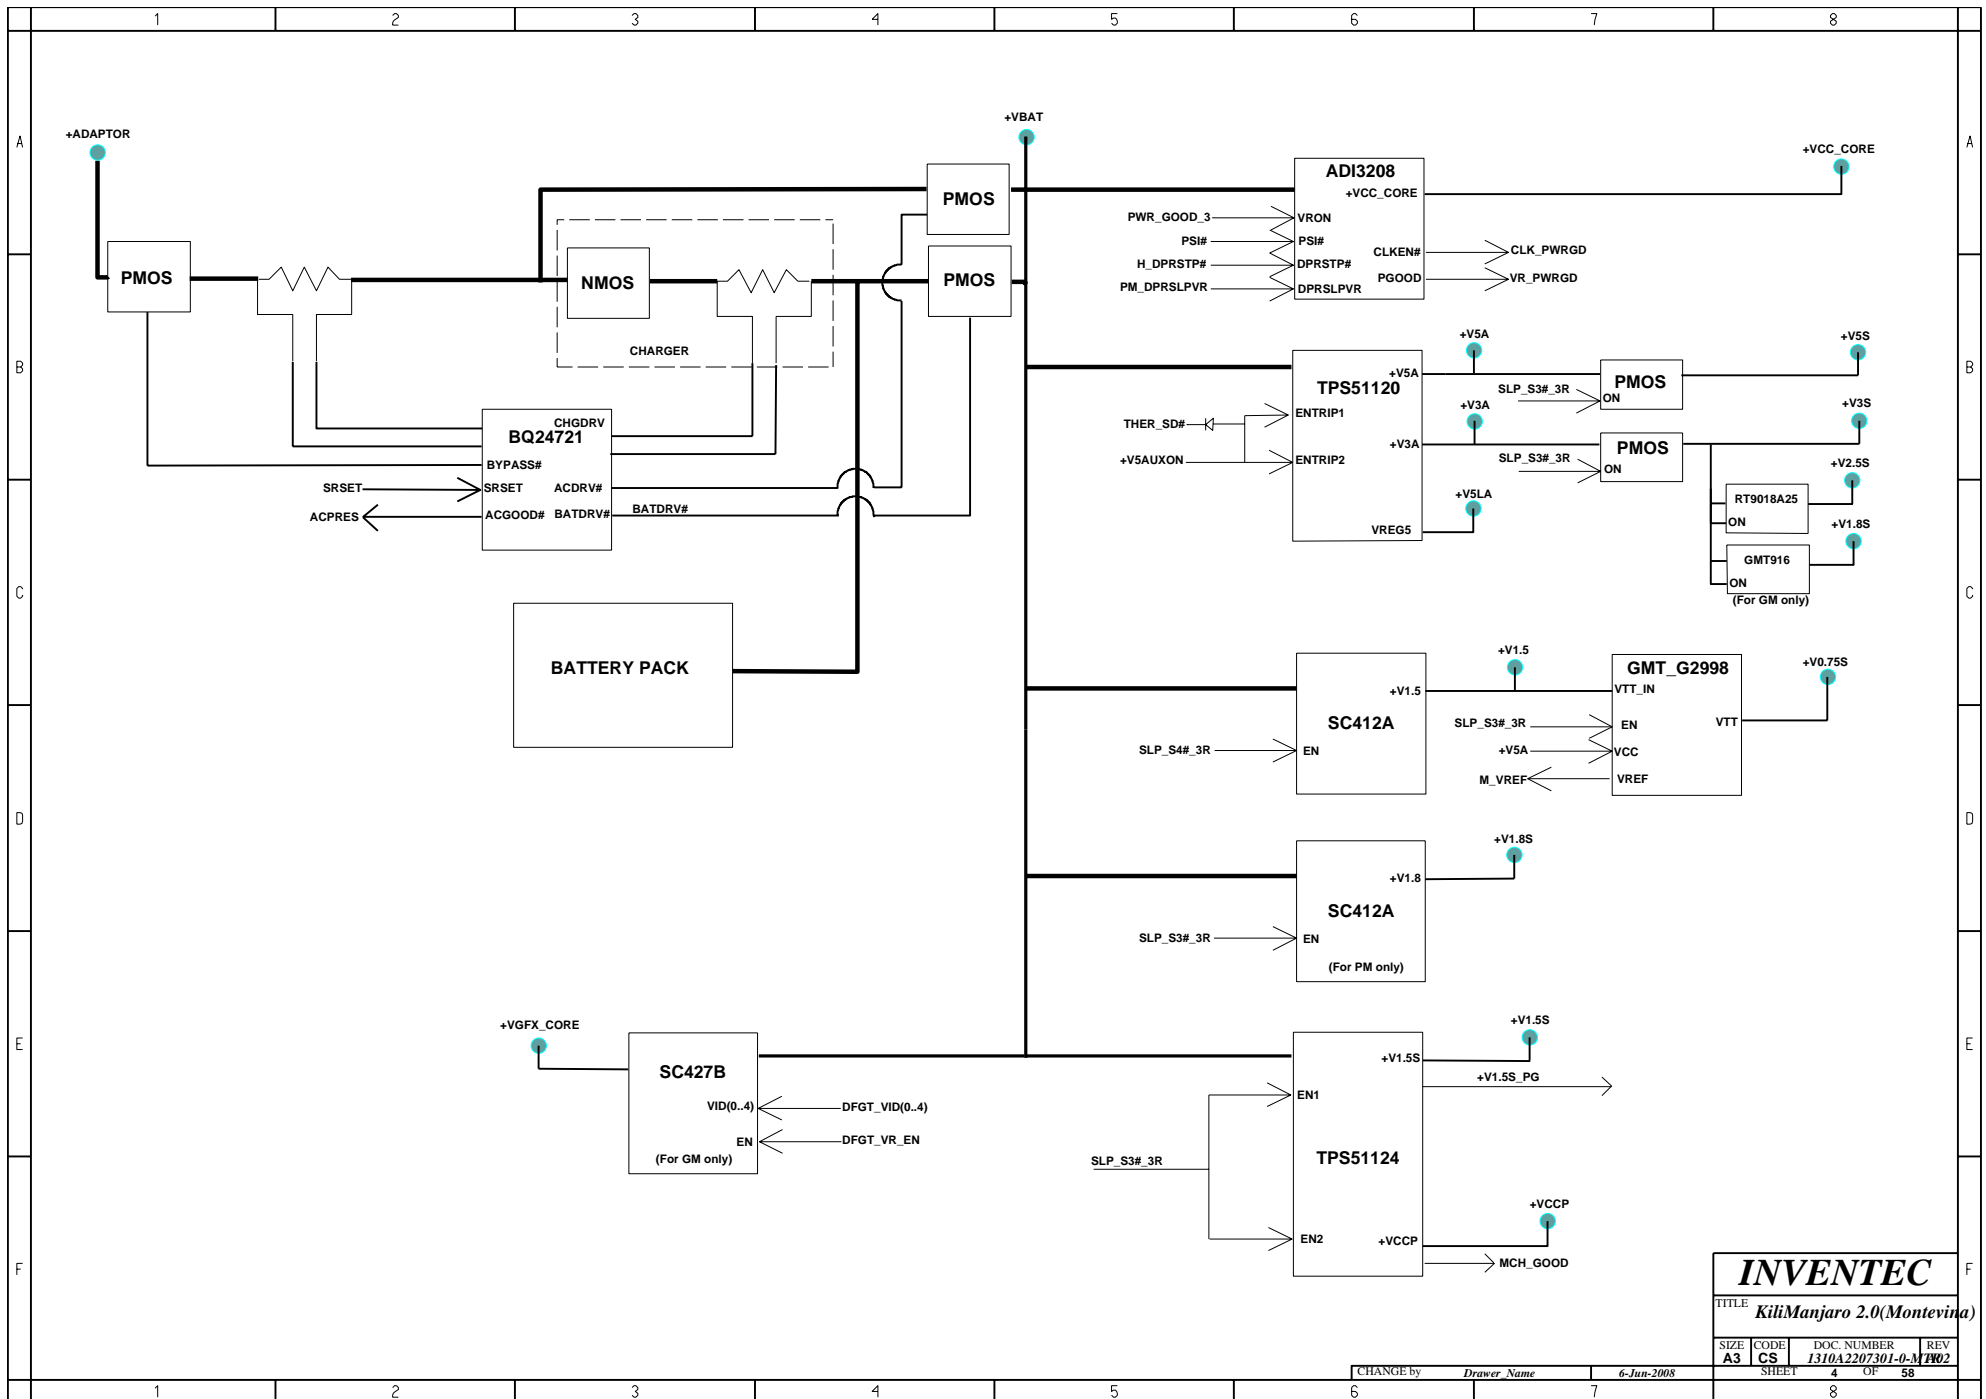 1 2 3 4 5 6 7 8
A A
B B
C C
D D
E E
F F
+ADAPTOR
PMOS
NMOS
CHARGER
PMOS
PMOS
+VBAT
BQ24721
CHGDRV
BYPASS#
SRSET
SRSET
ACDRV#
ACPRES
ACGOOD#
BATDRV#
BATDRV#
BATTERY PACK
ADI3208
+VCC_CORE
+VCC_CORE
PWR_GOOD_3
VRON
PSI#
PSI#
H_DPRSTP#
DPRSTP#
PM_DPRSLPVR
DPRSLPVR
CLKEN#
CLK_PWRGD
PGOOD
VR_PWRGD
TPS51120
+V5A
+V5A
THER_SD#
ENTRIP1
+V5AUXON
ENTRIP2
+V3A
+V3A
VREG5
+V5LA
SLP_S3#_3R
PMOS
ON
+V5S
SLP_S3#_3R
PMOS
ON
+V3S
+V2.5S
RT9018A25
ON
+V1.8S
GMT916
ON
(For GM only)
SC412A
+V1.5
+V1.5
SLP_S4#_3R
EN
GMT_G2998
VTT_IN
SLP_S3#_3R
EN
+V5A
VCC
M_VREF
VREF
VTT
+V0.75S
SC412A
+V1.8
+V1.8S
SLP_S3#_3R
EN
(For PM only)
+VGFX_CORE
SC427B
VID(0..4)
DFGT_VID(0..4)
EN
DFGT_VR_EN
(For GM only)
TPS51124
+V1.5S
+V1.5S
+V1.5S_PG
EN1
SLP_S3#_3R
EN2
+VCCP
+VCCP
MCH_GOOD
INVENTEC
TITLE
KiliManjaro 2.0(Montevina)
SIZE CODE DOC. NUMBER REV
A3 CS 1310A2207301-0-MTR
CHANGE by Drawer_Name 6-Jun-2008 SHEET 4 OF 58
1 2 3 4 5 6 7 8